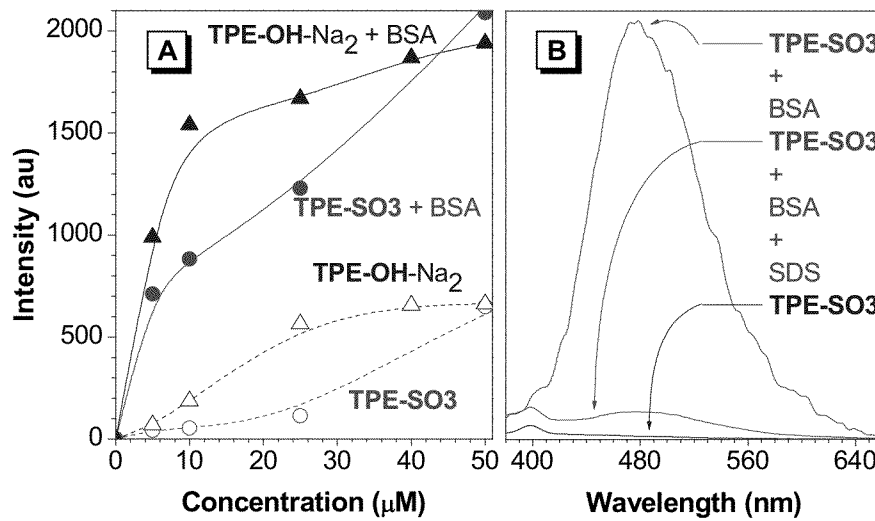 A
TPE-OH-Na2 + BSA
TPE-SO3 + BSA
TPE-OH-Na2
TPE-SO3
Intensity (au)
2000
1500
1000
500
0
0 10 20 30 40 50
Concentration (μM)
B
TPE-SO3
+
BSA
TPE-SO3
+
BSA
+
SDS
TPE-SO3
400 480 560 640
Wavelength (nm)